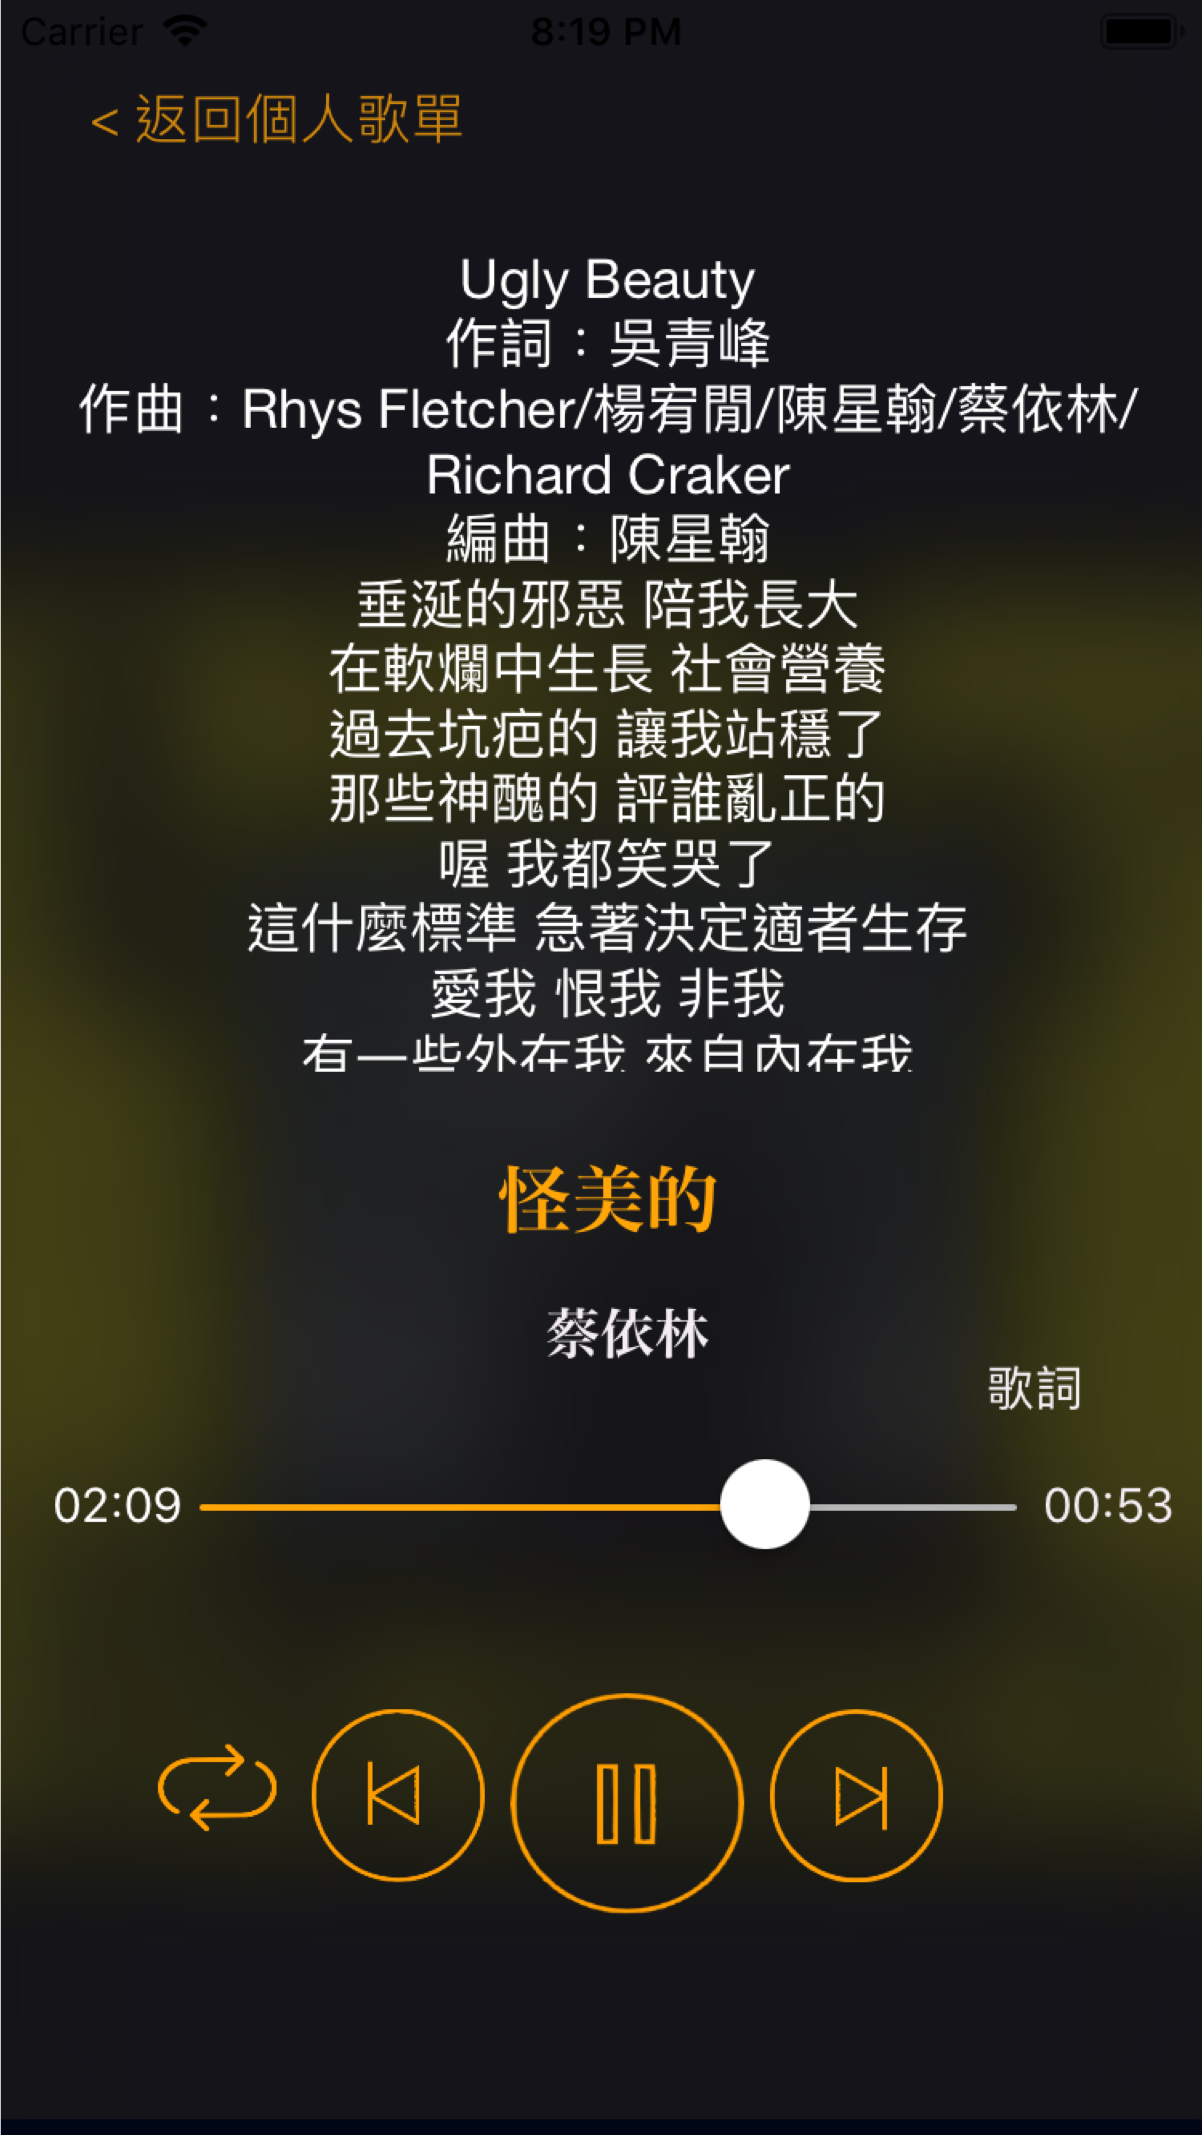 Carrier 8:19 PM
< 返回個人歌單
Ugly Beauty
作詞：吳青峰
作曲：Rhys Fletcher/楊宥閒/陳星翰/蔡依林/
Richard Craker
編曲：陳星翰
垂涎的邪惡 陪我長大
在軟爛中生長 社會營養
過去坑疤的 讓我站穩了
那些神醜的 評誰亂正的
喔 我都笑哭了
這什麼標準 急著決定適者生存
愛我 恨我 非我
有一些外在我 來自內在我
怪美的
蔡依林
歌詞
02:09 00:53